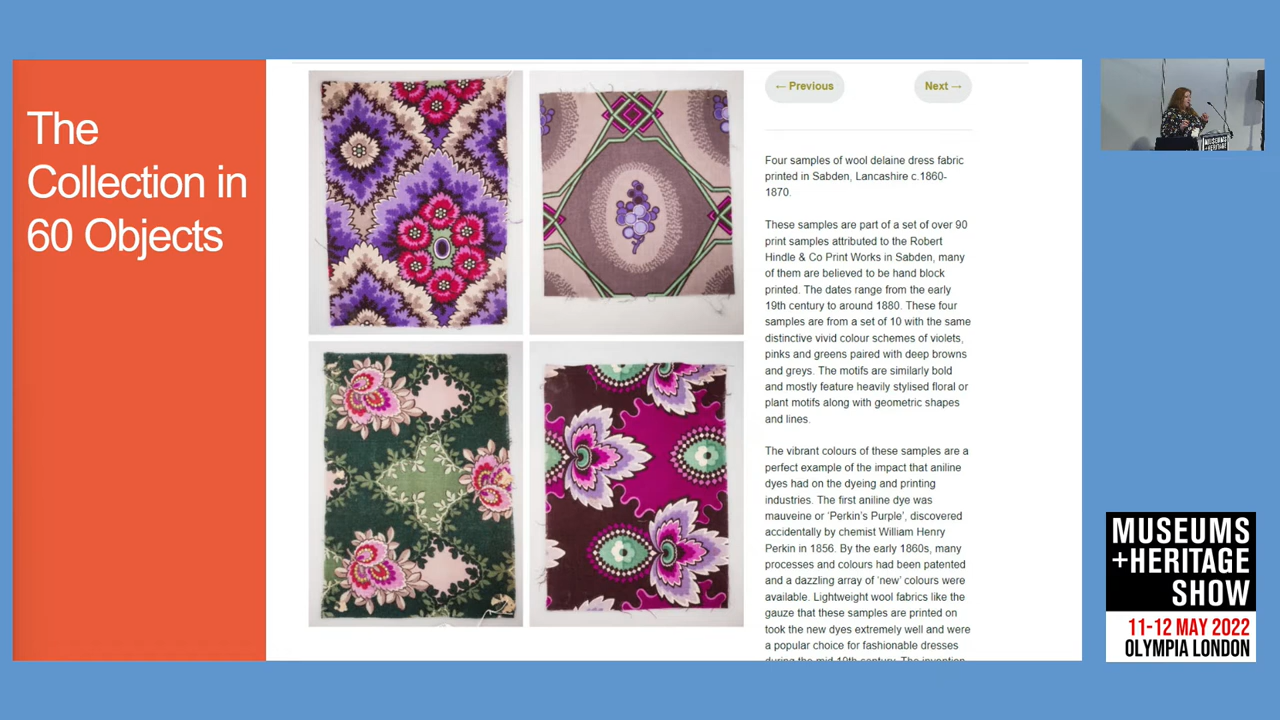 The
Collection in
60 Objects
← Previous
Next →
Four samples of wool delaine dress fabric
printed in Sabden, Lancashire c.1860-
1870.
These samples are part of a set of over 90
print samples attributed to the Robert
Hindle & Co Print Works in Sabden, many
of them are believed to be hand block
printed. The dates range from the early
19th century to around 1880. These four
samples are from a set of 10 with the same
distinctive vivid colour schemes of violets,
pinks and greens paired with deep browns
and greys. The motifs are similarly bold
and mostly feature heavily stylised floral or
plant motifs along with geometric shapes
and lines.
The vibrant colours of these samples are a
perfect example of the impact that aniline
dyes had on the dyeing and printing
industries. The first aniline dye was
mauveine or ‘Perkin’s Purple’, discovered
accidentally by chemist William Henry
Perkin in 1856. By the early 1860s, many
processes and colours had been patented
and a dazzling array of ‘new’ colours were
available. Lightweight wool fabrics like the
gauze that these samples are printed on
took the new dyes extremely well and were
a popular choice for fashionable dresses
during the mid 19th century. The invention
MUSEUMS
+HERITAGE
MUSEUMS
+HERITAGE
SHOW
11-12 MAY 2022
OLYMPIA LONDON